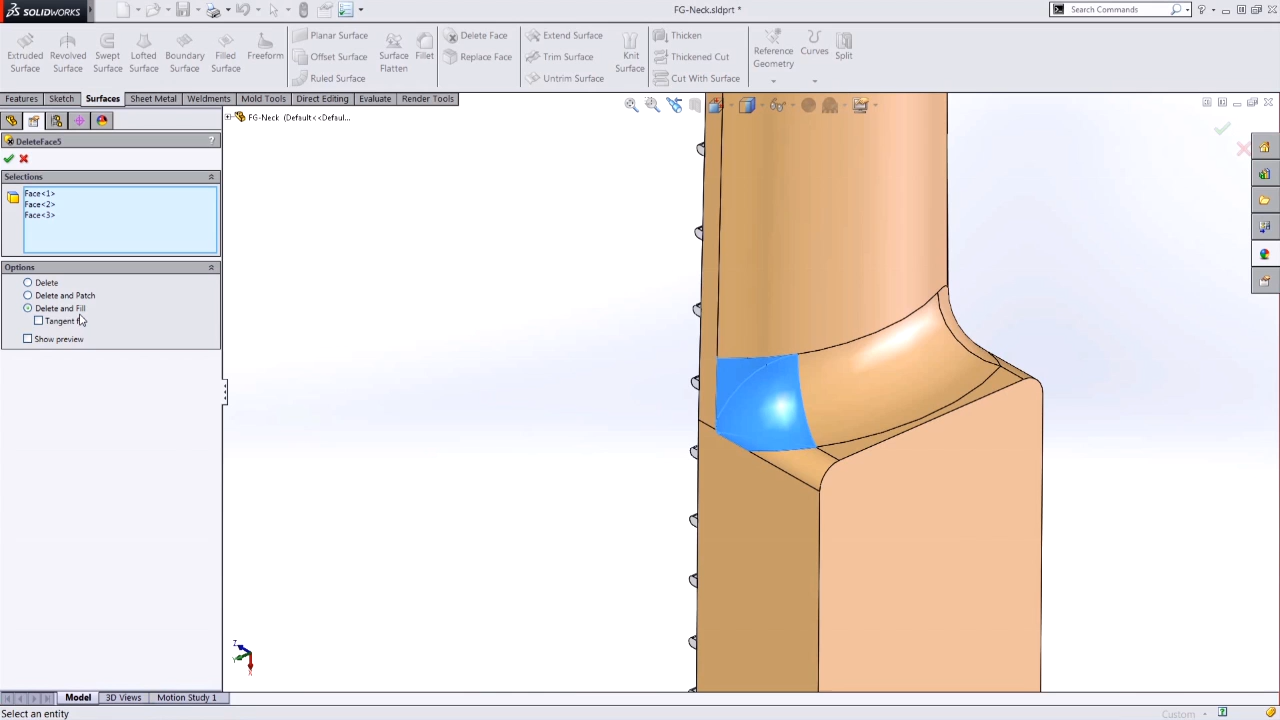 SOLIDWORKS
FG-Neck.sldprt *
Search Commands
Extruded Surface
Revolved Surface
Swept Surface
Lofted Surface
Boundary Surface
Filled Surface
Freeform
Planar Surface
Offset Surface
Ruled Surface
Surface Flatten
Fillet
Delete Face
Replace Face
Extend Surface
Trim Surface
Untrim Surface
Knit Surface
Thicken
Thickened Cut
Cut With Surface
Reference Geometry
Curves
Split
Features
Sketch
Surfaces
Sheet Metal
Weldments
Mold Tools
Direct Editing
Evaluate
Render Tools
FG-Neck (Default<<Defaul...
DeleteFace5
?
Selections
Face<1>
Face<2>
Face<3>
Options
Delete
Delete and Patch
Delete and Fill
Tangent
Show preview
Z
Y
X
Model
3D Views
Motion Study 1
Select an entity
Custom